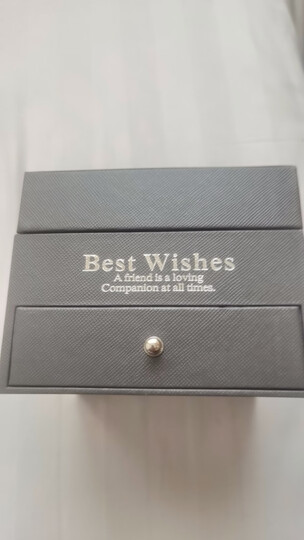 Best Wishes
A friend is a loving
Companion at all times.